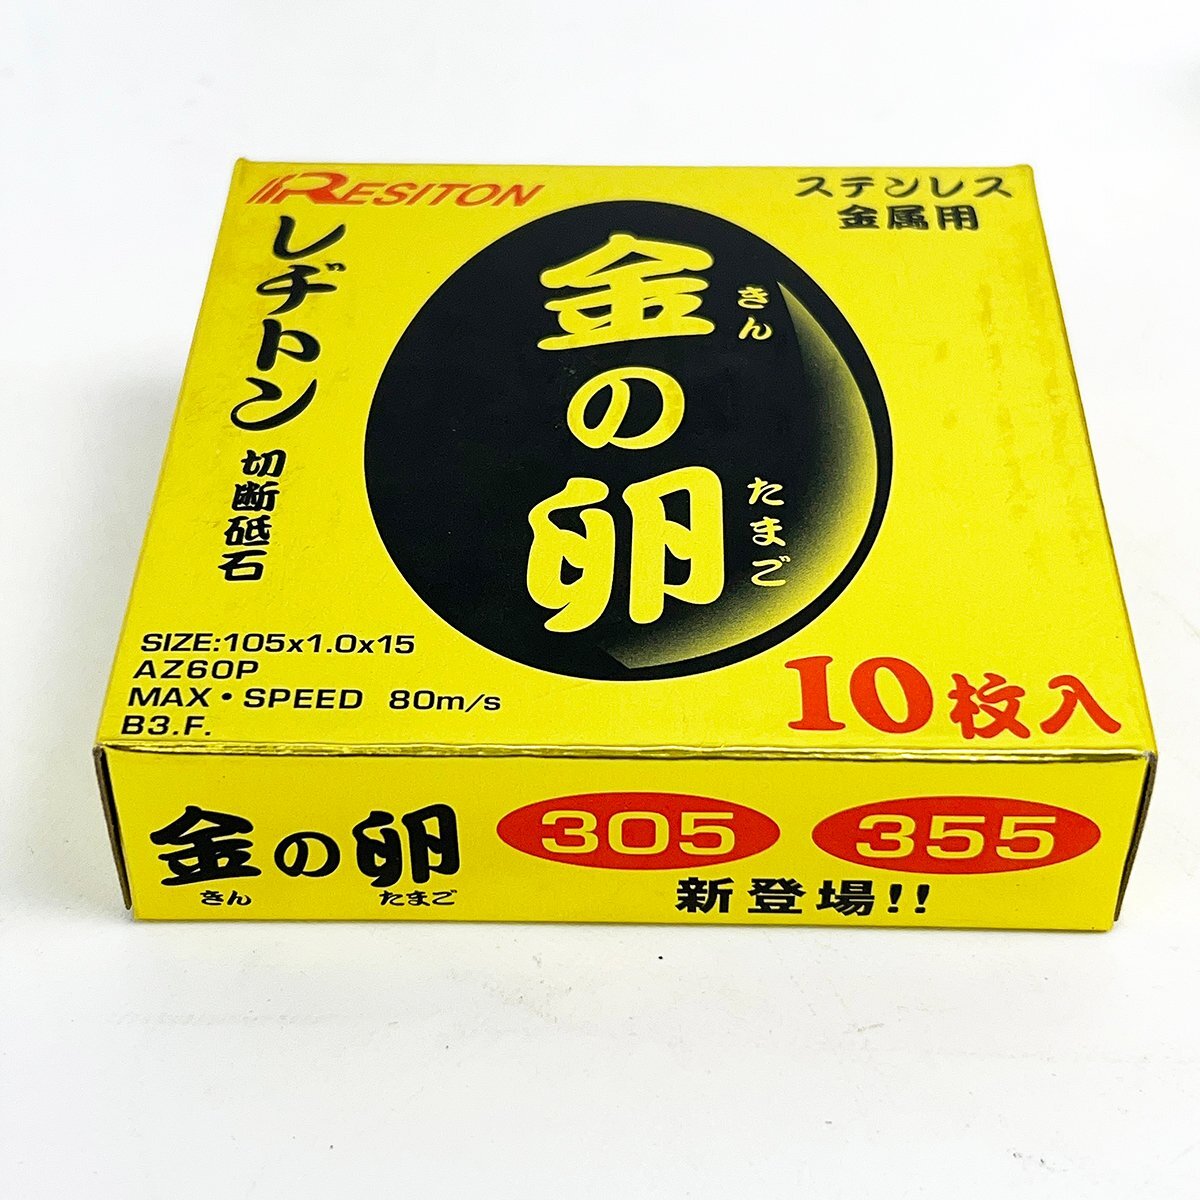 RESITON
レヂトン
切断砥石
ステンレス
金属用
金の卵
きん
たまご
SIZE:105x1.0x15
AZ60P
MAX・SPEED 80m/s
B3.F.
10枚入
金の卵
きん たまご
305 355
新登場!!